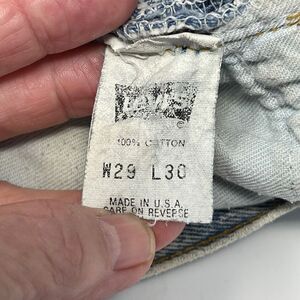 LEVI'S
100% COTTON
W29 L30
MADE IN U.S.A.
CARE ON REVERSE